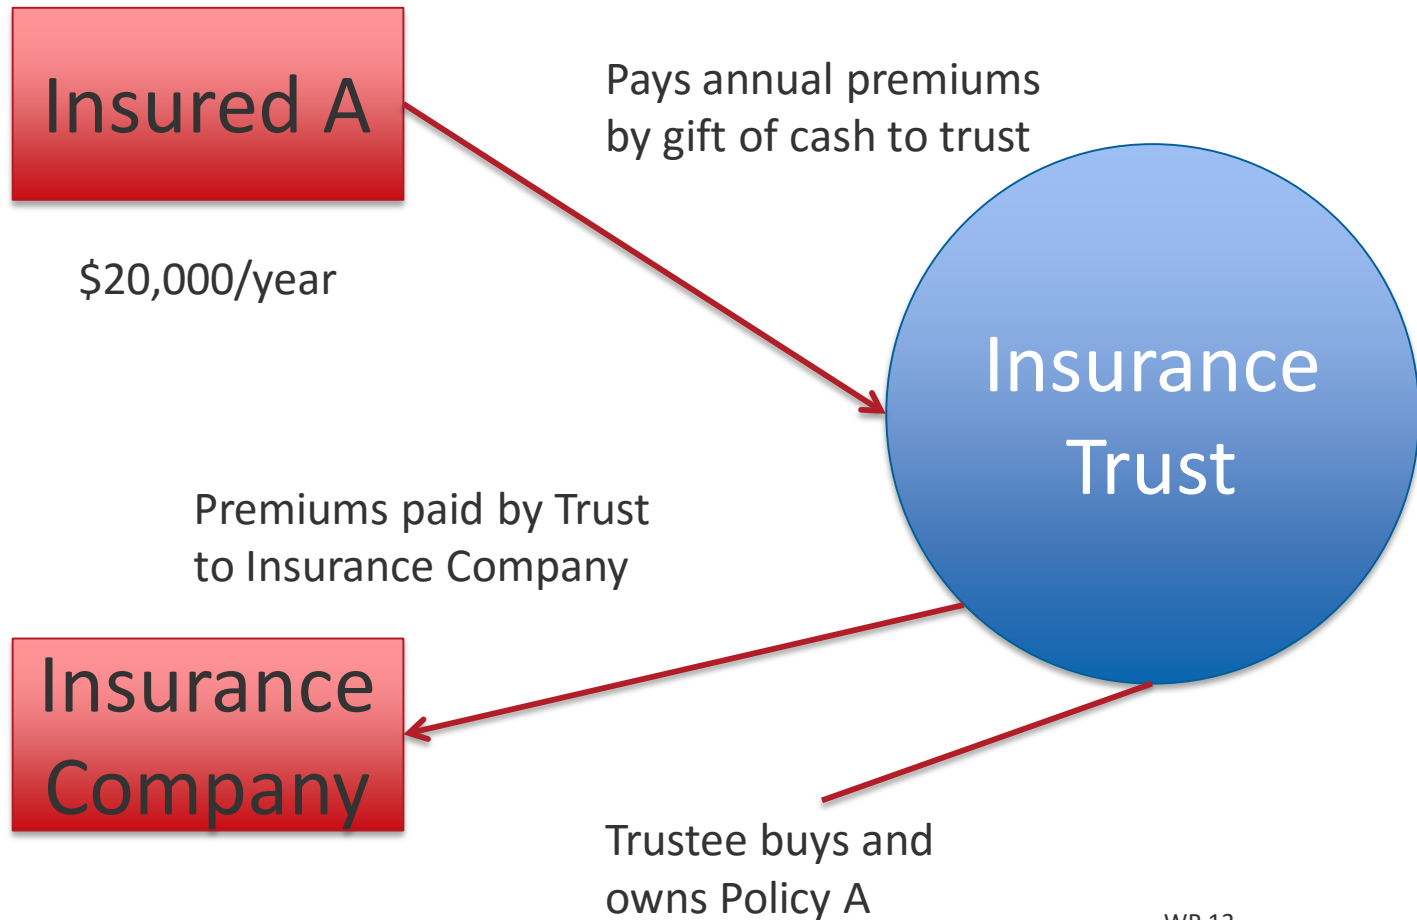 Insured A
Pays annual premiums
by gift of cash to trust
$20,000/year
Insurance
Trust
Premiums paid by Trust
to Insurance Company
Insurance
Company
Trustee buys and
owns Policy A